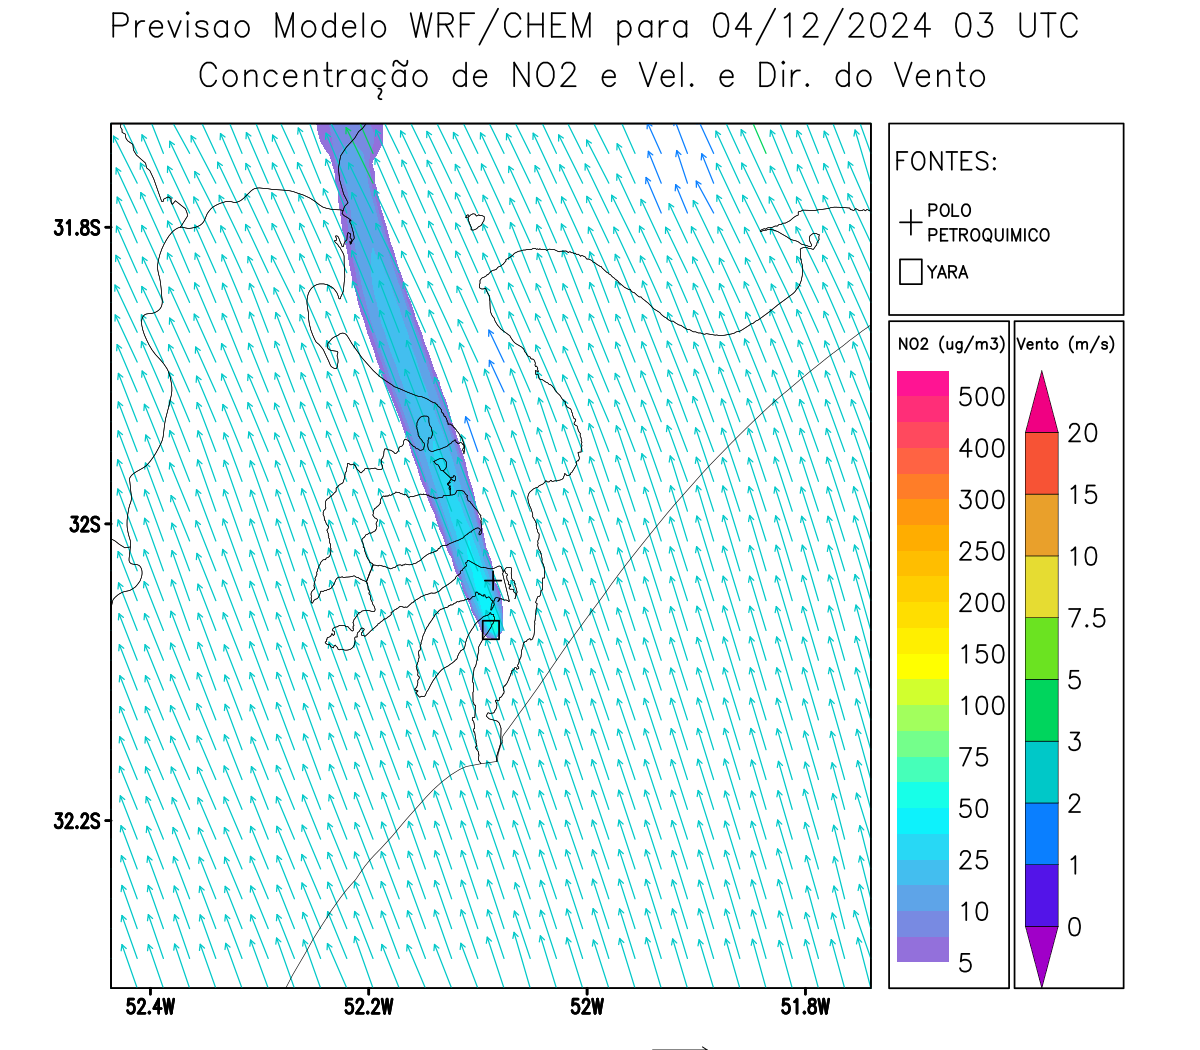 Previsao Modelo WRF/CHEM para 04/12/2024 03 UTC
Concentração de NO2 e Vel. e Dir. do Vento
FONTES:
POLO
PETROQUIMICO
YARA
NO2 (ug/m3)
500
400
300
250
200
150
100
75
50
25
10
5
Vento (m/s)
20
15
10
7.5
5
3
2
1
0
31.8S
32S
32.2S
52.4W
52.2W
52W
51.8W